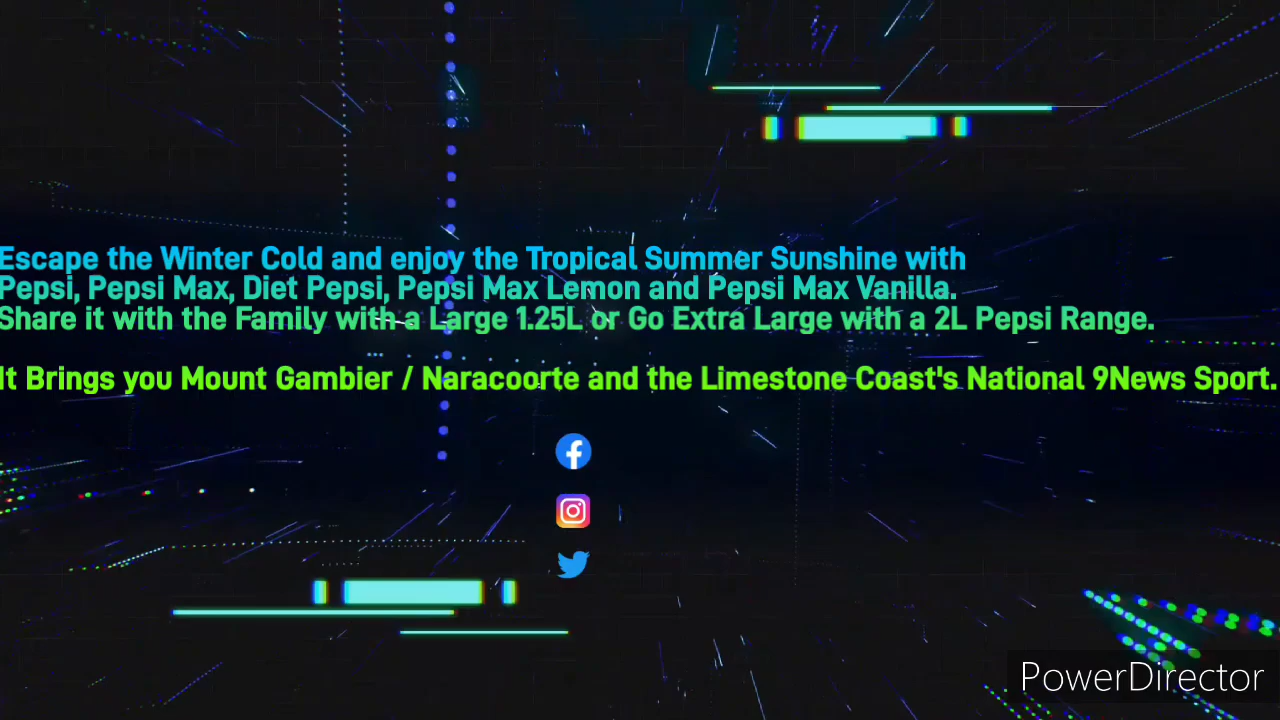 Escape the Winter Cold and enjoy the Tropical Summer Sunshine with
Pepsi, Pepsi Max, Diet Pepsi, Pepsi Max Lemon and Pepsi Max Vanilla.
Share it with the Family with a Large 1.25L or Go Extra Large with a 2L Pepsi Range.
It Brings you Mount Gambier / Naracoorte and the Limestone Coast's National 9News Sport.
PowerDirector